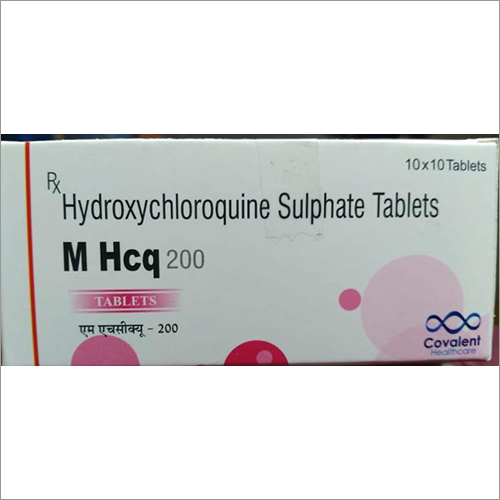 10x10 Tablets
Rx
Hydroxychloroquine Sulphate Tablets
M Hcq 200
TABLETS
एम एचसीक्यू - 200
Covalent
Healthcare